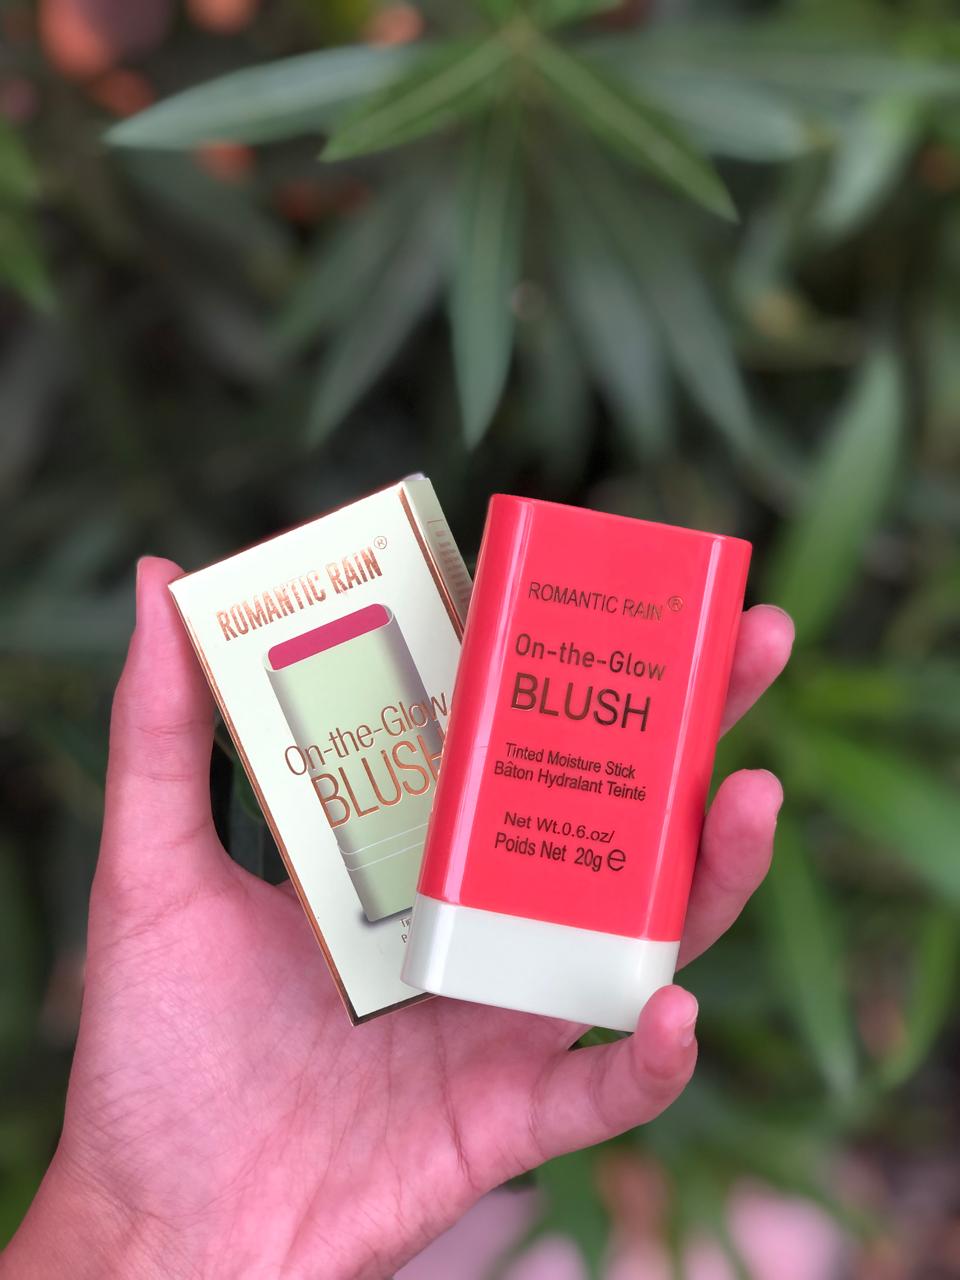 ROMANTIC RAIN®
On-the-Glow
BLUSH
ROMANTIC RAIN®
On-the-Glow
BLUSH
Tinted Moisture Stick
Bâton Hydralant Teinté
Net Wt.0.6.oz/
Poids Net 20g ℮